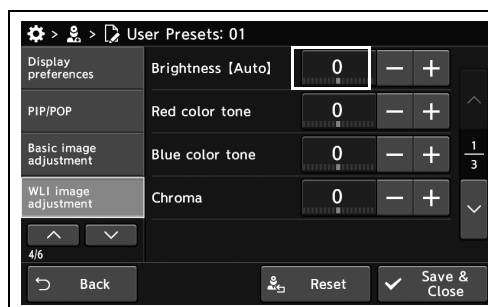 > > User Presets: 01
Display
preferences
Brightness [Auto] 0 − +
PIP/POP
Red color tone 0 − +
Basic image
adjustment
Blue color tone 0 − +
1
3
WLI image
adjustment
Chroma 0 − +
4/6
Back
Reset
Save &
Close